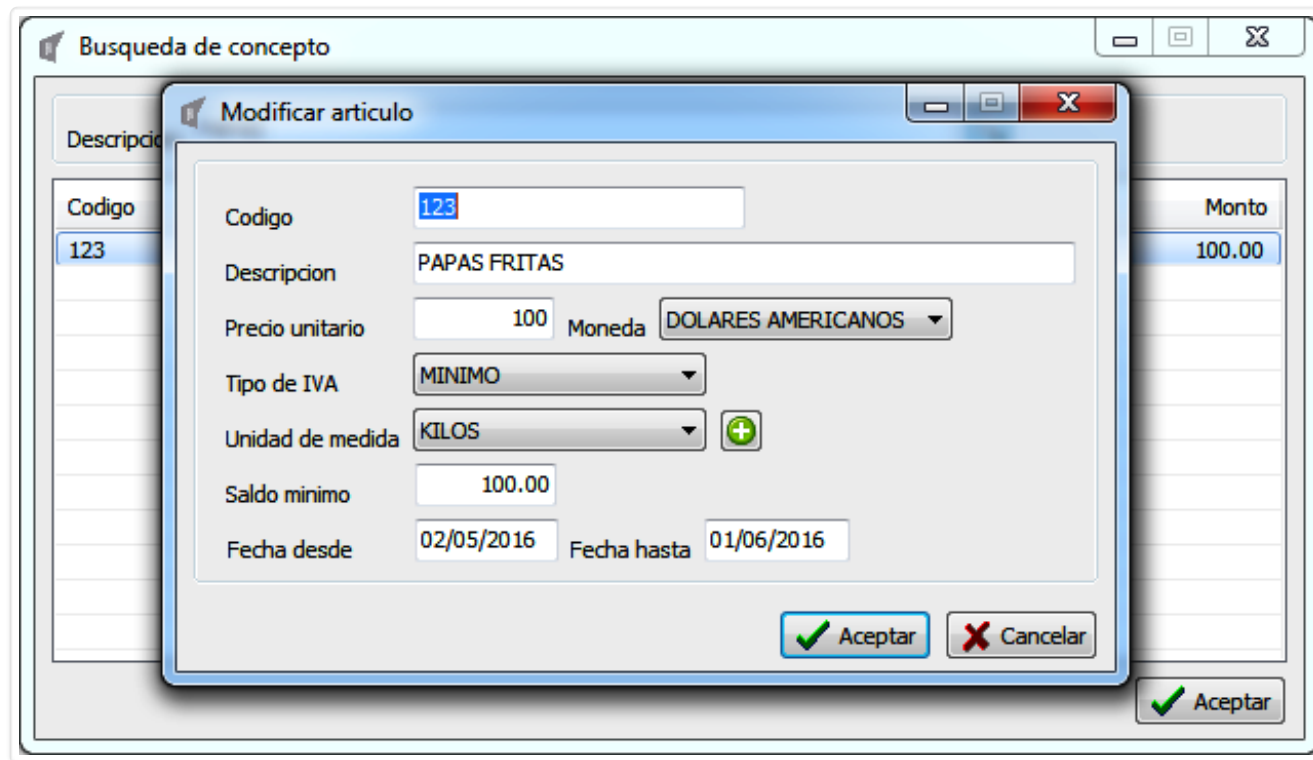 Busqueda de concepto
Modificar articulo
Codigo 123
Descripcion PAPAS FRITAS
Precio unitario 100 Moneda DOLARES AMERICANOS
Tipo de IVA MINIMO
Unidad de medida KILOS
Saldo minimo 100.00
Fecha desde 02/05/2016 Fecha hasta 01/06/2016
Aceptar Cancelar
Codigo Monto
123 100.00
Aceptar